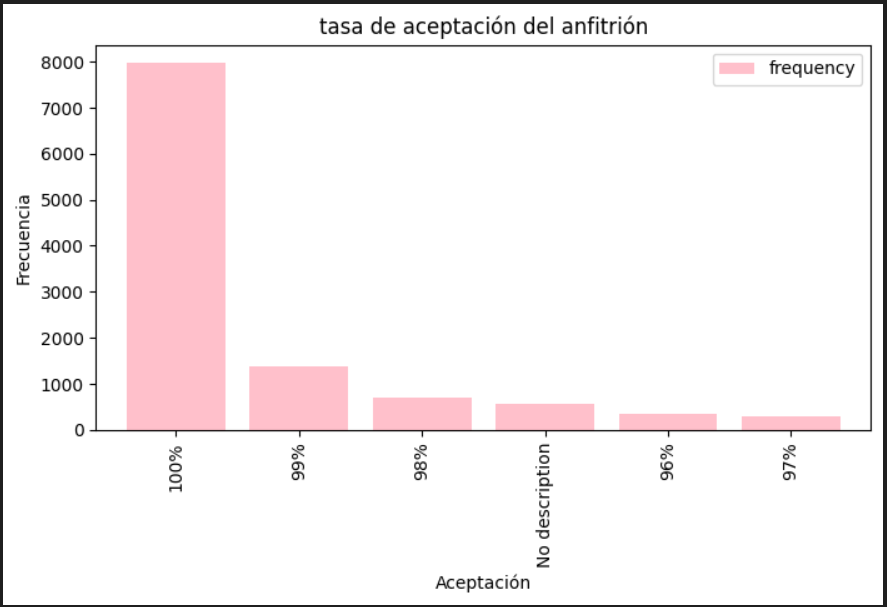 tasa de aceptación del anfitrión
frequency
Frecuencia
8000
7000
6000
5000
4000
3000
2000
1000
0
100%
99%
98%
No description
96%
97%
Aceptación